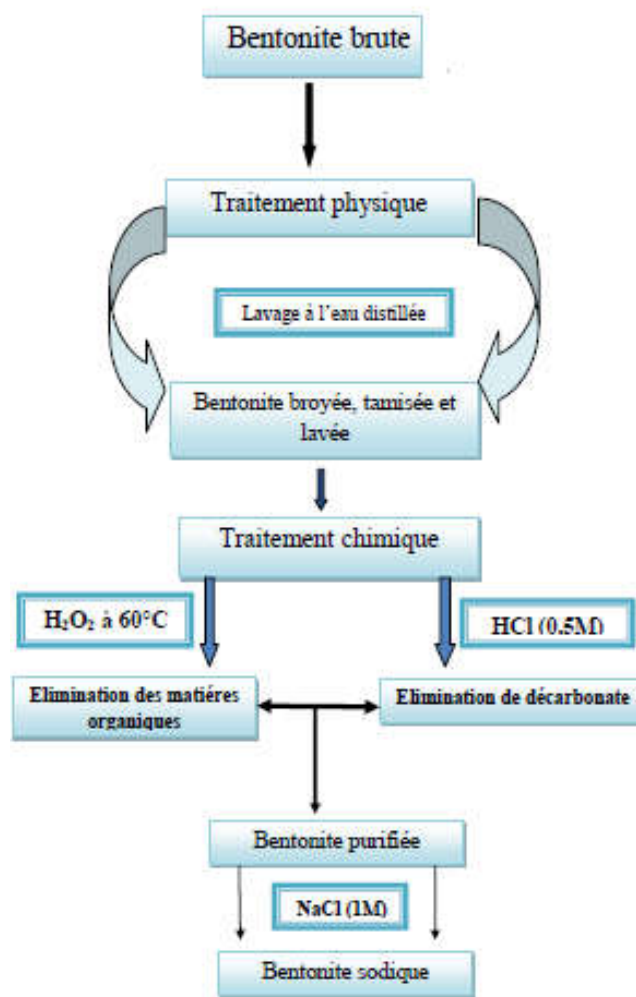 Bentonite brute
Traitement physique
Lavage à l’eau distillée
Bentonite broyée, tamisée et
lavée
Traitement chimique
H₂O₂ à 60°C
HCl (0.5M)
Elimination des matiéres
organiques
Elimination de décarbonate
Bentonite purifiée
NaCl (1M)
Bentonite sodique